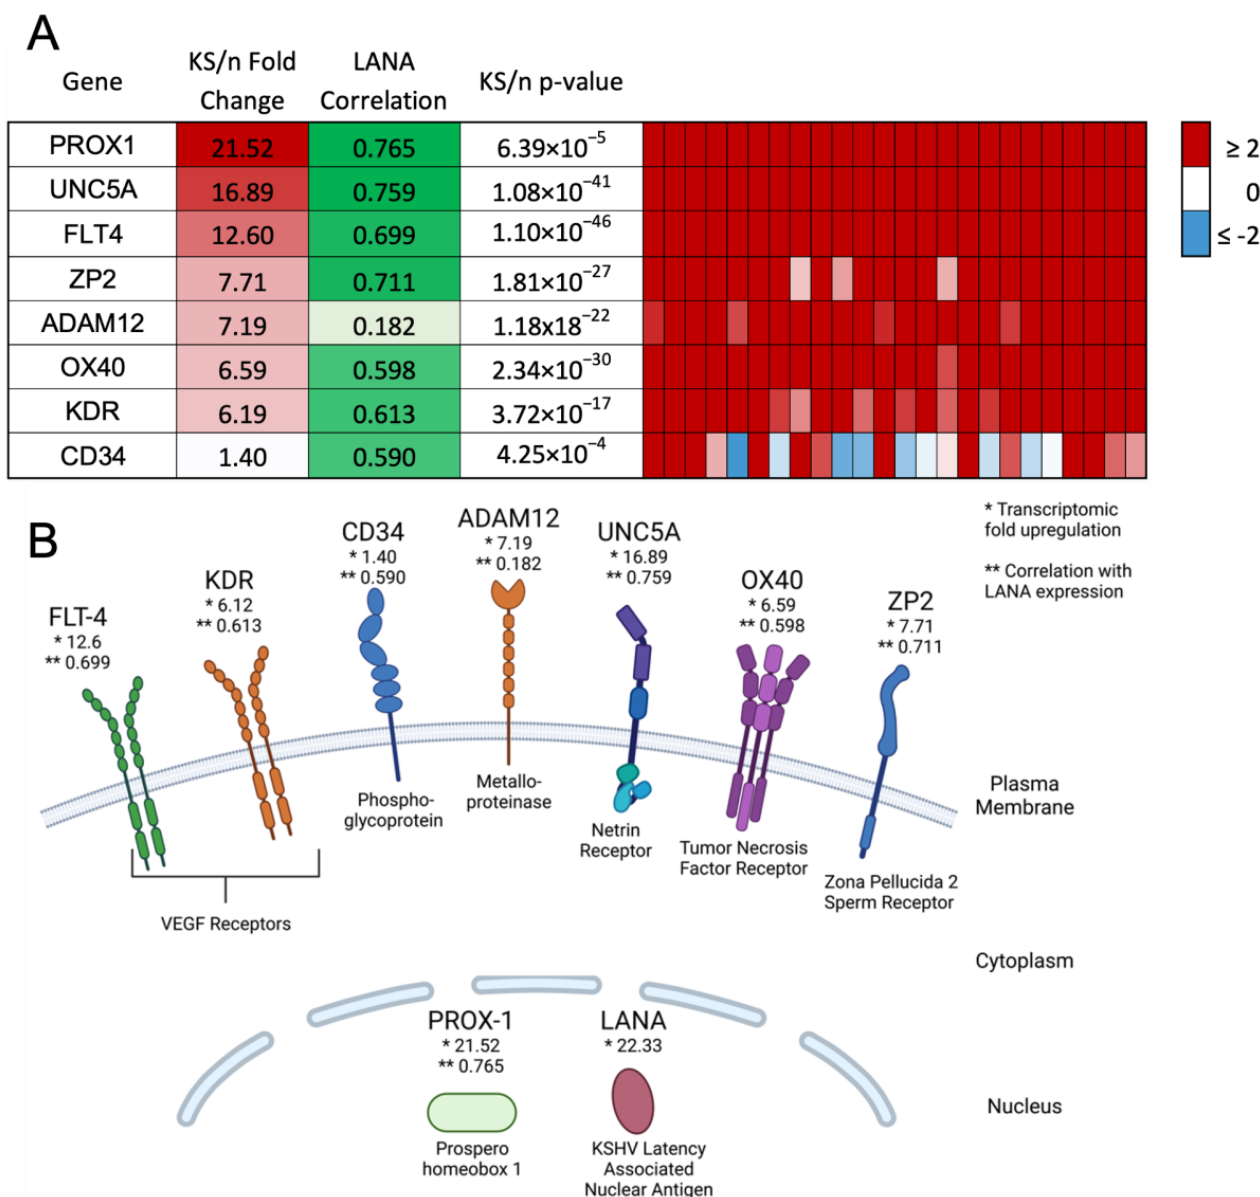 A
Gene
KS/n Fold
Change
LANA
Correlation
KS/n p-value
PROX1 21.52 0.765 6.39×10⁻⁵
UNC5A 16.89 0.759 1.08×10⁻⁴¹
FLT4 12.60 0.699 1.10×10⁻⁴⁶
ZP2 7.71 0.711 1.81×10⁻²⁷
ADAM12 7.19 0.182 1.18x18⁻²²
OX40 6.59 0.598 2.34×10⁻³⁰
KDR 6.19 0.613 3.72×10⁻¹⁷
CD34 1.40 0.590 4.25×10⁻⁴
≥ 2
0
≤ -2
B
FLT-4
* 12.6
** 0.699
KDR
* 6.12
** 0.613
CD34
* 1.40
** 0.590
ADAM12
* 7.19
** 0.182
UNC5A
* 16.89
** 0.759
OX40
* 6.59
** 0.598
ZP2
* 7.71
** 0.711
* Transcriptomic
fold upregulation
** Correlation with
LANA expression
VEGF Receptors
Phospho-
glycoprotein
Metallo-
proteinase
Netrin
Receptor
Tumor Necrosis
Factor Receptor
Zona Pellucida 2
Sperm Receptor
Plasma
Membrane
Cytoplasm
PROX-1
* 21.52
** 0.765
Prospero
homeobox 1
LANA
* 22.33
KSHV Latency
Associated
Nuclear Antigen
Nucleus